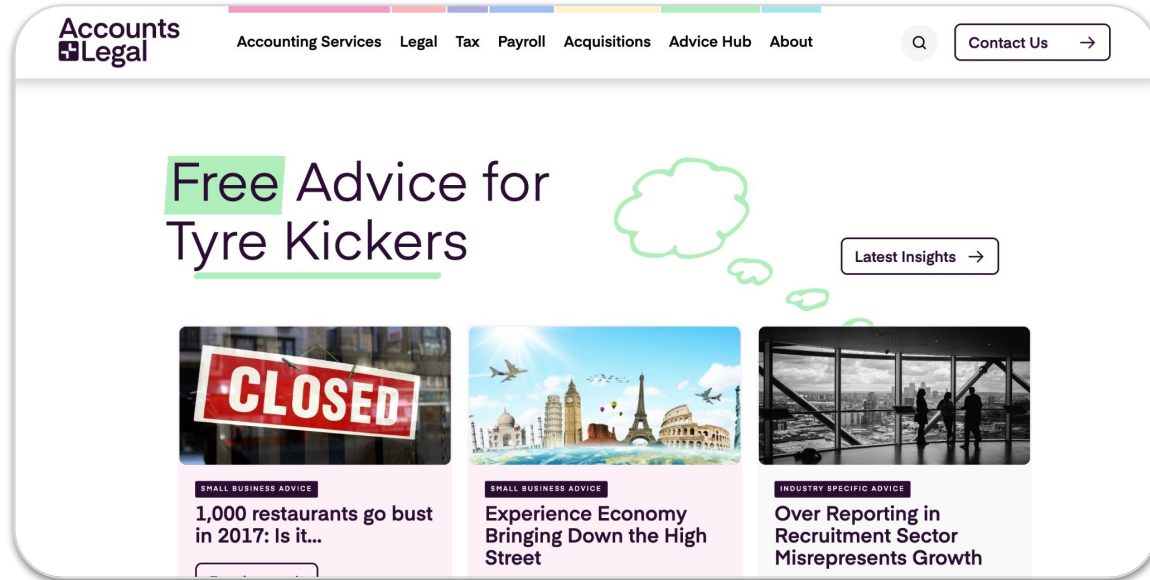 Accounts
+Legal
Accounting Services Legal Tax Payroll Acquisitions Advice Hub About
Contact Us →
Free Advice for
Tyre Kickers
Latest Insights →
CLOSED
SMALL BUSINESS ADVICE
1,000 restaurants go bust
in 2017: Is it...
SMALL BUSINESS ADVICE
Experience Economy
Bringing Down the High
Street
INDUSTRY SPECIFIC ADVICE
Over Reporting in
Recruitment Sector
Misrepresents Growth